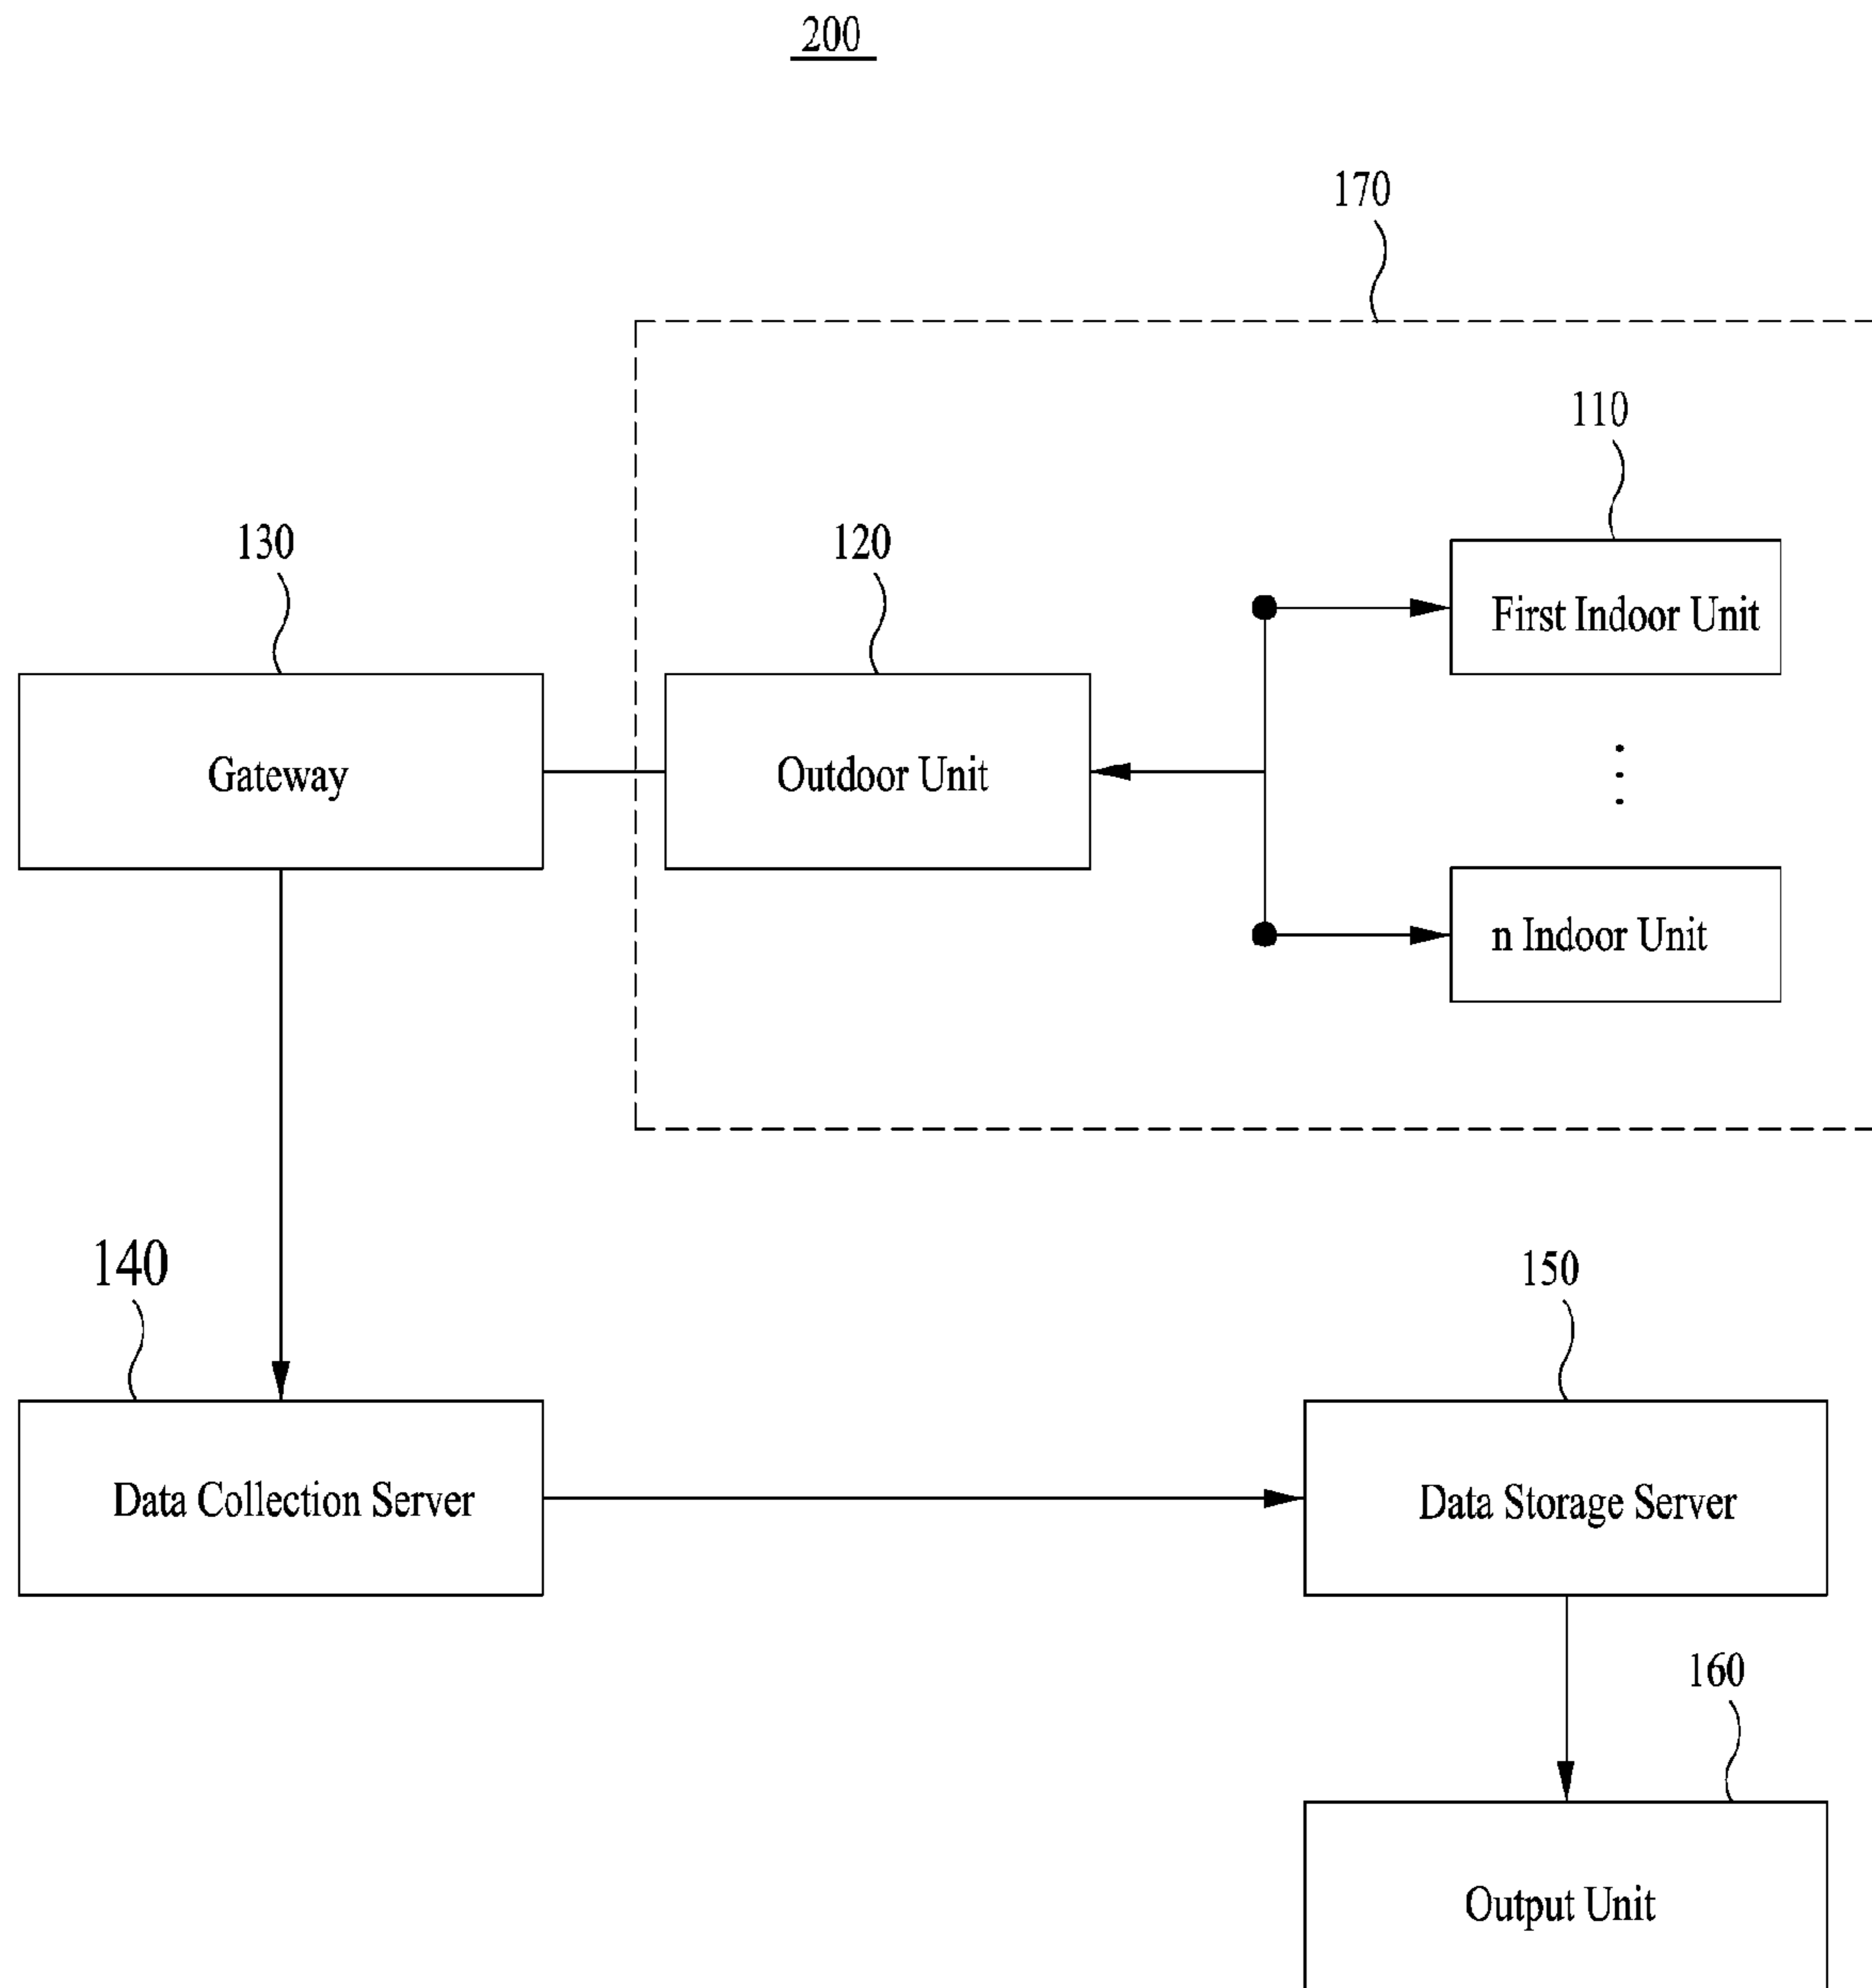 200
170
110
130
120
First Indoor Unit
Gateway
Outdoor Unit
n Indoor Unit
140
150
Data Collection Server
Data Storage Server
160
Output Unit